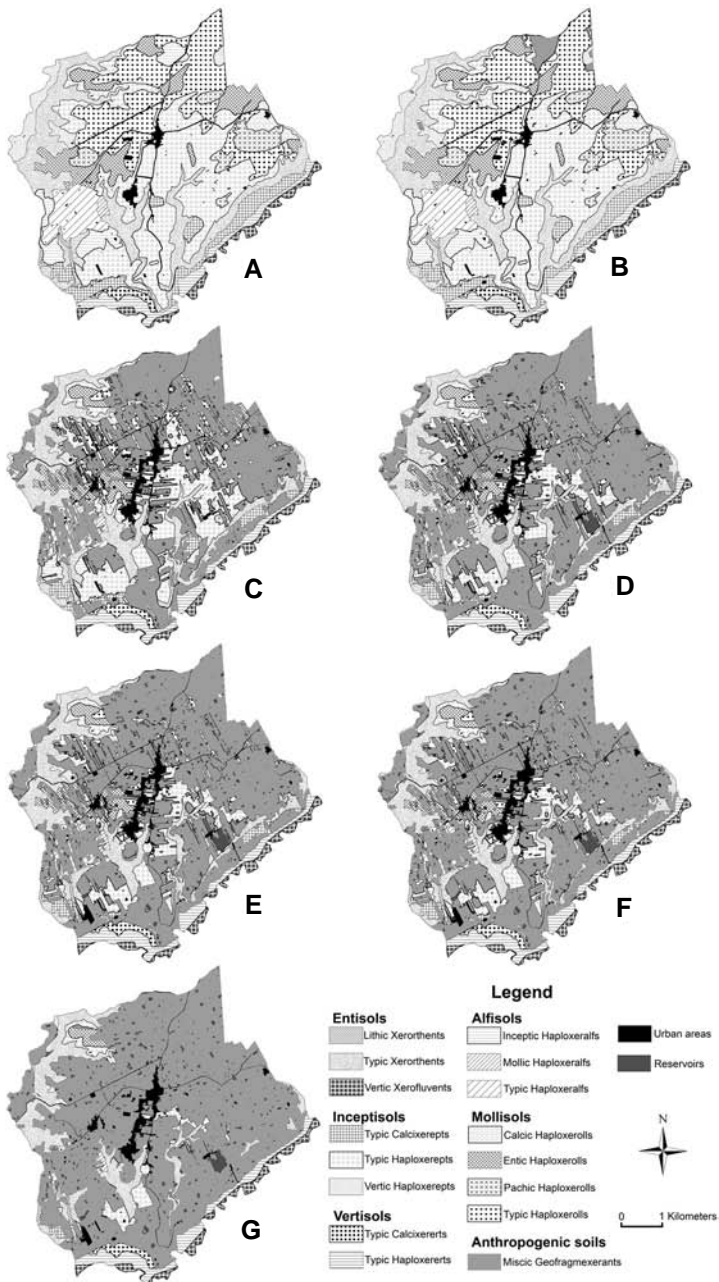 A
B
C
D
E
F
G
Legend
Entisols
Lithic Xerorthents
Typic Xerorthents
Vertic Xerofluvents
Inceptisols
Typic Calcixerepts
Typic Haploxerepts
Vertic Haploxerepts
Vertisols
Typic Calcixererts
Typic Haploxererts
Alfisols
Inceptic Haploxeralfs
Mollic Haploxeralfs
Typic Haploxeralfs
Mollisols
Calcic Haploxerolls
Entic Haploxerolls
Pachic Haploxerolls
Typic Haploxerolls
Anthropogenic soils
Miscic Geofragmexerants
Urban areas
Reservoirs
N
0 1 Kilometers